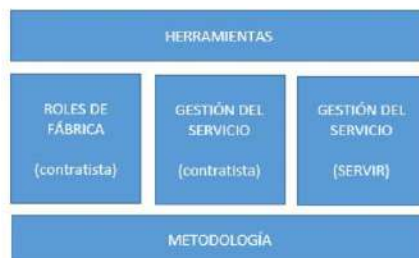 HERRAMIENTAS
ROLES DE
FÁBRICA
(contratista)
GESTIÓN DEL
SERVICIO
(contratista)
GESTIÓN DEL
SERVICIO
(SERVIR)
METODOLOGÍA